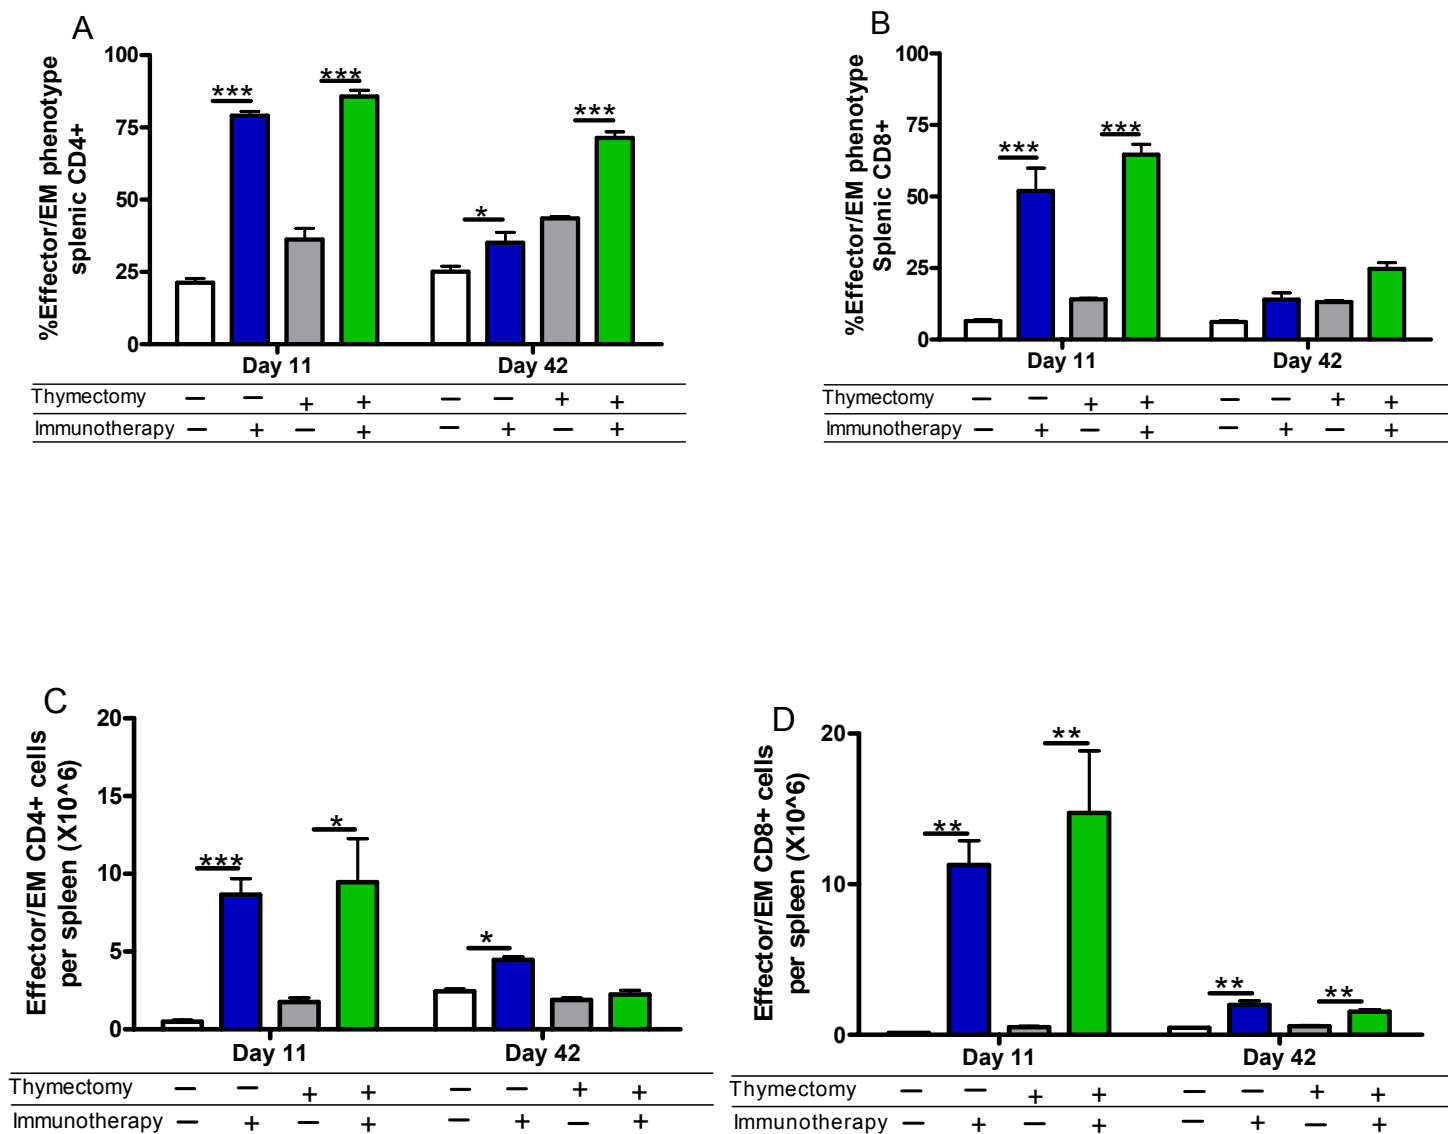 A
%Effector/EM phenotype
splenic CD4+
100
75
50
25
0
***
***
*
***
Day 11 Day 42
Thymectomy — — + + — — + +
Immunotherapy — + — + — + — +
B
%Effector/EM phenotype
Splenic CD8+
100
75
50
25
0
***
***
Day 11 Day 42
— — + + — — + +
— + — + — + — +
C
Effector/EM CD4+ cells
per spleen (X10^6)
20
15
10
5
0
***
*
*
Day 11 Day 42
Thymectomy — — + + — — + +
Immunotherapy — + — + — + — +
D
Effector/EM CD8+ cells
per spleen (X10^6)
20
10
0
**
**
**
**
Day 11 Day 42
Thymectomy — — + + — — + +
Immunotherapy — + — + — + — +